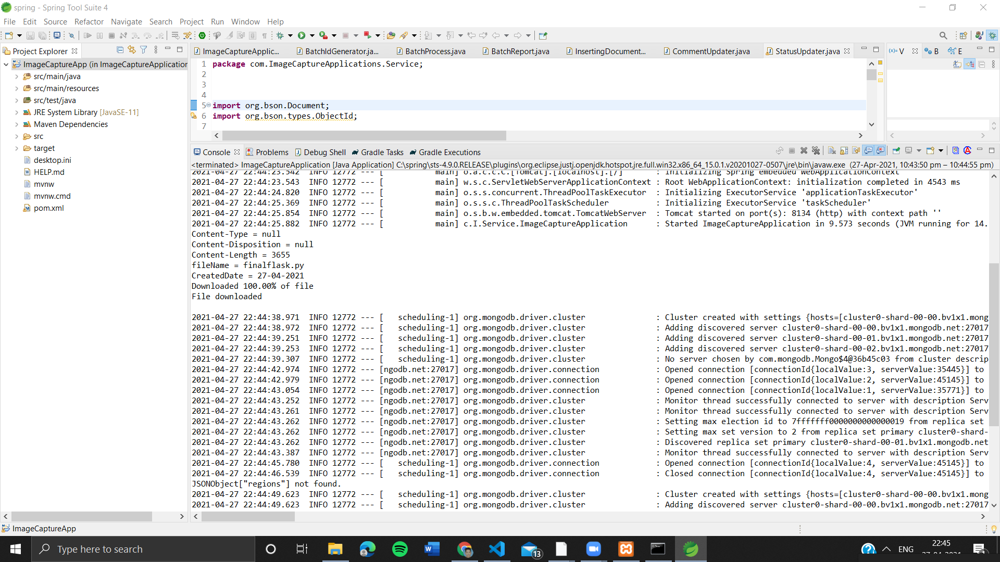 spring - Spring Tool Suite 4
File Edit Source Refactor Navigate Search Project Run Window Help
Project Explorer
ImageCaptureApp (in ImageCaptureApplication
src/main/java
src/main/resources
src/test/java
JRE System Library [JavaSE-11]
Maven Dependencies
src
target
desktop.ini
HELP.md
mvnw
mvnw.cmd
pom.xml
ImageCaptureApplic... BatchIdGenerator.ja... BatchProcess.java BatchReport.java InsertingDocument... CommentUpdater.java StatusUpdater.java
(x)= V B E
1 package com.ImageCaptureApplications.Service;
2
3
4
5 import org.bson.Document;
6 import org.bson.types.ObjectId;
7
Console Problems Debug Shell Gradle Tasks Gradle Executions
<terminated> ImageCaptureApplication [Java Application] C:\spring\sts-4.9.0.RELEASE\plugins\org.eclipse.justj.openjdk.hotspot.jre.full.win32.x86_64_15.0.1.v20201027-0507\jre\bin\javaw.exe (27-Apr-2021, 10:43:50 pm – 10:44:55 pm)
2021-04-27 22:44:23.542 INFO 12772 --- [ main] o.a.c.c.C.[Tomcat].[localhost].[/] : Initializing Spring embedded WebApplicationContext
2021-04-27 22:44:23.543 INFO 12772 --- [ main] w.s.c.ServletWebServerApplicationContext : Root WebApplicationContext: initialization completed in 4543 ms
2021-04-27 22:44:24.820 INFO 12772 --- [ main] o.s.s.concurrent.ThreadPoolTaskExecutor : Initializing ExecutorService 'applicationTaskExecutor'
2021-04-27 22:44:25.369 INFO 12772 --- [ main] o.s.s.c.ThreadPoolTaskScheduler : Initializing ExecutorService 'taskScheduler'
2021-04-27 22:44:25.854 INFO 12772 --- [ main] o.s.b.w.embedded.tomcat.TomcatWebServer : Tomcat started on port(s): 8134 (http) with context path ''
2021-04-27 22:44:25.882 INFO 12772 --- [ main] c.I.Service.ImageCaptureApplication : Started ImageCaptureApplication in 9.573 seconds (JVM running for 14.
Content-Type = null
Content-Disposition = null
Content-Length = 3655
fileName = finalflask.py
CreatedDate = 27-04-2021
Downloaded 100.00% of file
File downloaded
2021-04-27 22:44:38.971 INFO 12772 --- [ scheduling-1] org.mongodb.driver.cluster : Cluster created with settings {hosts=[cluster0-shard-00-00.bv1x1.mong
2021-04-27 22:44:38.972 INFO 12772 --- [ scheduling-1] org.mongodb.driver.cluster : Adding discovered server cluster0-shard-00-00.bv1x1.mongodb.net:27017
2021-04-27 22:44:39.251 INFO 12772 --- [ scheduling-1] org.mongodb.driver.cluster : Adding discovered server cluster0-shard-00-01.bv1x1.mongodb.net:27017
2021-04-27 22:44:39.253 INFO 12772 --- [ scheduling-1] org.mongodb.driver.cluster : Adding discovered server cluster0-shard-00-02.bv1x1.mongodb.net:27017
2021-04-27 22:44:39.307 INFO 12772 --- [ scheduling-1] org.mongodb.driver.cluster : No server chosen by com.mongodb.Mongo$4@36b45c03 from cluster descrip
2021-04-27 22:44:42.974 INFO 12772 --- [ngodb.net:27017] org.mongodb.driver.connection : Opened connection [connectionId{localValue:3, serverValue:35445}] to
2021-04-27 22:44:42.979 INFO 12772 --- [ngodb.net:27017] org.mongodb.driver.connection : Opened connection [connectionId{localValue:2, serverValue:45145}] to
2021-04-27 22:44:43.054 INFO 12772 --- [ngodb.net:27017] org.mongodb.driver.connection : Opened connection [connectionId{localValue:1, serverValue:35771}] to
2021-04-27 22:44:43.252 INFO 12772 --- [ngodb.net:27017] org.mongodb.driver.cluster : Monitor thread successfully connected to server with description Serv
2021-04-27 22:44:43.261 INFO 12772 --- [ngodb.net:27017] org.mongodb.driver.cluster : Monitor thread successfully connected to server with description Serv
2021-04-27 22:44:43.262 INFO 12772 --- [ngodb.net:27017] org.mongodb.driver.cluster : Setting max election id to 7fffffff0000000000000019 from replica set
2021-04-27 22:44:43.262 INFO 12772 --- [ngodb.net:27017] org.mongodb.driver.cluster : Setting max set version to 2 from replica set primary cluster0-shard-
2021-04-27 22:44:43.262 INFO 12772 --- [ngodb.net:27017] org.mongodb.driver.cluster : Discovered replica set primary cluster0-shard-00-01.bv1x1.mongodb.net
2021-04-27 22:44:43.387 INFO 12772 --- [ngodb.net:27017] org.mongodb.driver.cluster : Monitor thread successfully connected to server with description Serv
2021-04-27 22:44:45.780 INFO 12772 --- [ scheduling-1] org.mongodb.driver.connection : Opened connection [connectionId{localValue:4, serverValue:45145}] to
2021-04-27 22:44:46.539 INFO 12772 --- [ scheduling-1] org.mongodb.driver.connection : Closed connection [connectionId{localValue:4, serverValue:45145}] to
JSONObject["regions"] not found.
2021-04-27 22:44:49.623 INFO 12772 --- [ scheduling-1] org.mongodb.driver.cluster : Cluster created with settings {hosts=[cluster0-shard-00-00.bv1x1.mong
2021-04-27 22:44:49.623 INFO 12772 --- [ scheduling-1] org.mongodb.driver.cluster : Adding discovered server cluster0-shard-00-00.bv1x1.mongodb.net:27017
ImageCaptureApp
Type here to search
13
ENG
22:45
27-04-2021
1